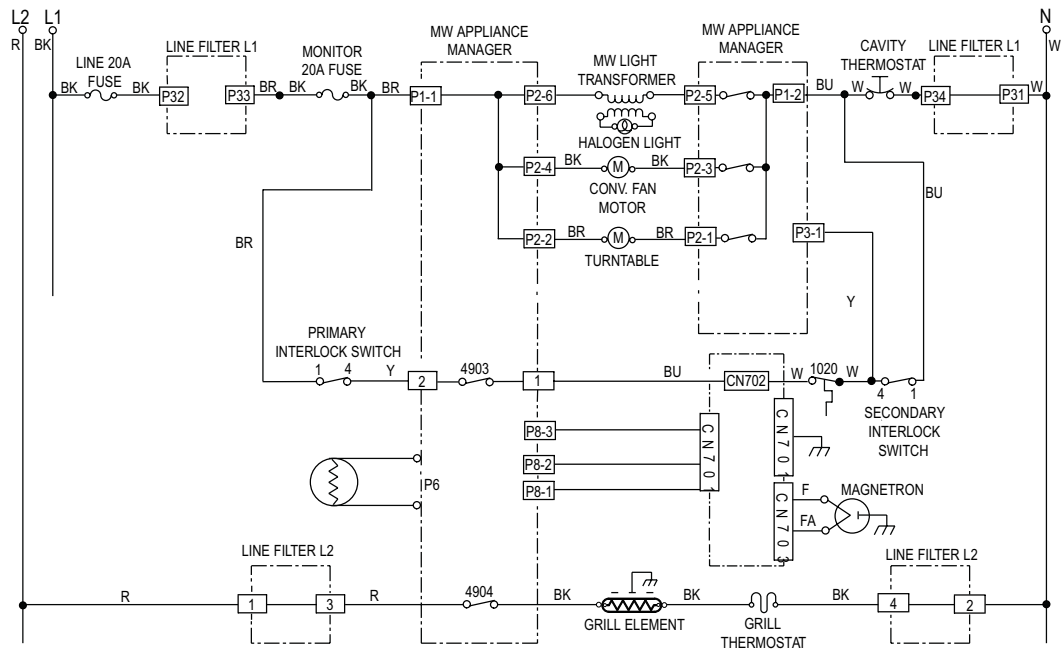 L2 L1 N
R BK W
LINE FILTER L1
MONITOR
20A FUSE
MW APPLIANCE
MANAGER
MW LIGHT
TRANSFORMER
MW APPLIANCE
MANAGER
CAVITY
THERMOSTAT
LINE FILTER L1
LINE 20A
FUSE
BK BK P32 P33 BR BK BK BR P1-1 P2-6 P2-5 P1-2 BU W W P34 P31 W
HALOGEN LIGHT
P2-4 BK M BK P2-3
CONV. FAN
MOTOR
BU
BR
P2-2 BR M BR P2-1 P3-1
TURNTABLE
Y
PRIMARY
INTERLOCK SWITCH
1 4 Y 2 4903 1 BU CN702 W 1020 W 4 1
SECONDARY
INTERLOCK
SWITCH
P8-3
P8-2
P8-1
CN701
CN701
P6
CN703
F
FA
MAGNETRON
LINE FILTER L2
LINE FILTER L2
R 1 3 R 4904 BK BK BK 4 2
GRILL ELEMENT
GRILL
THERMOSTAT